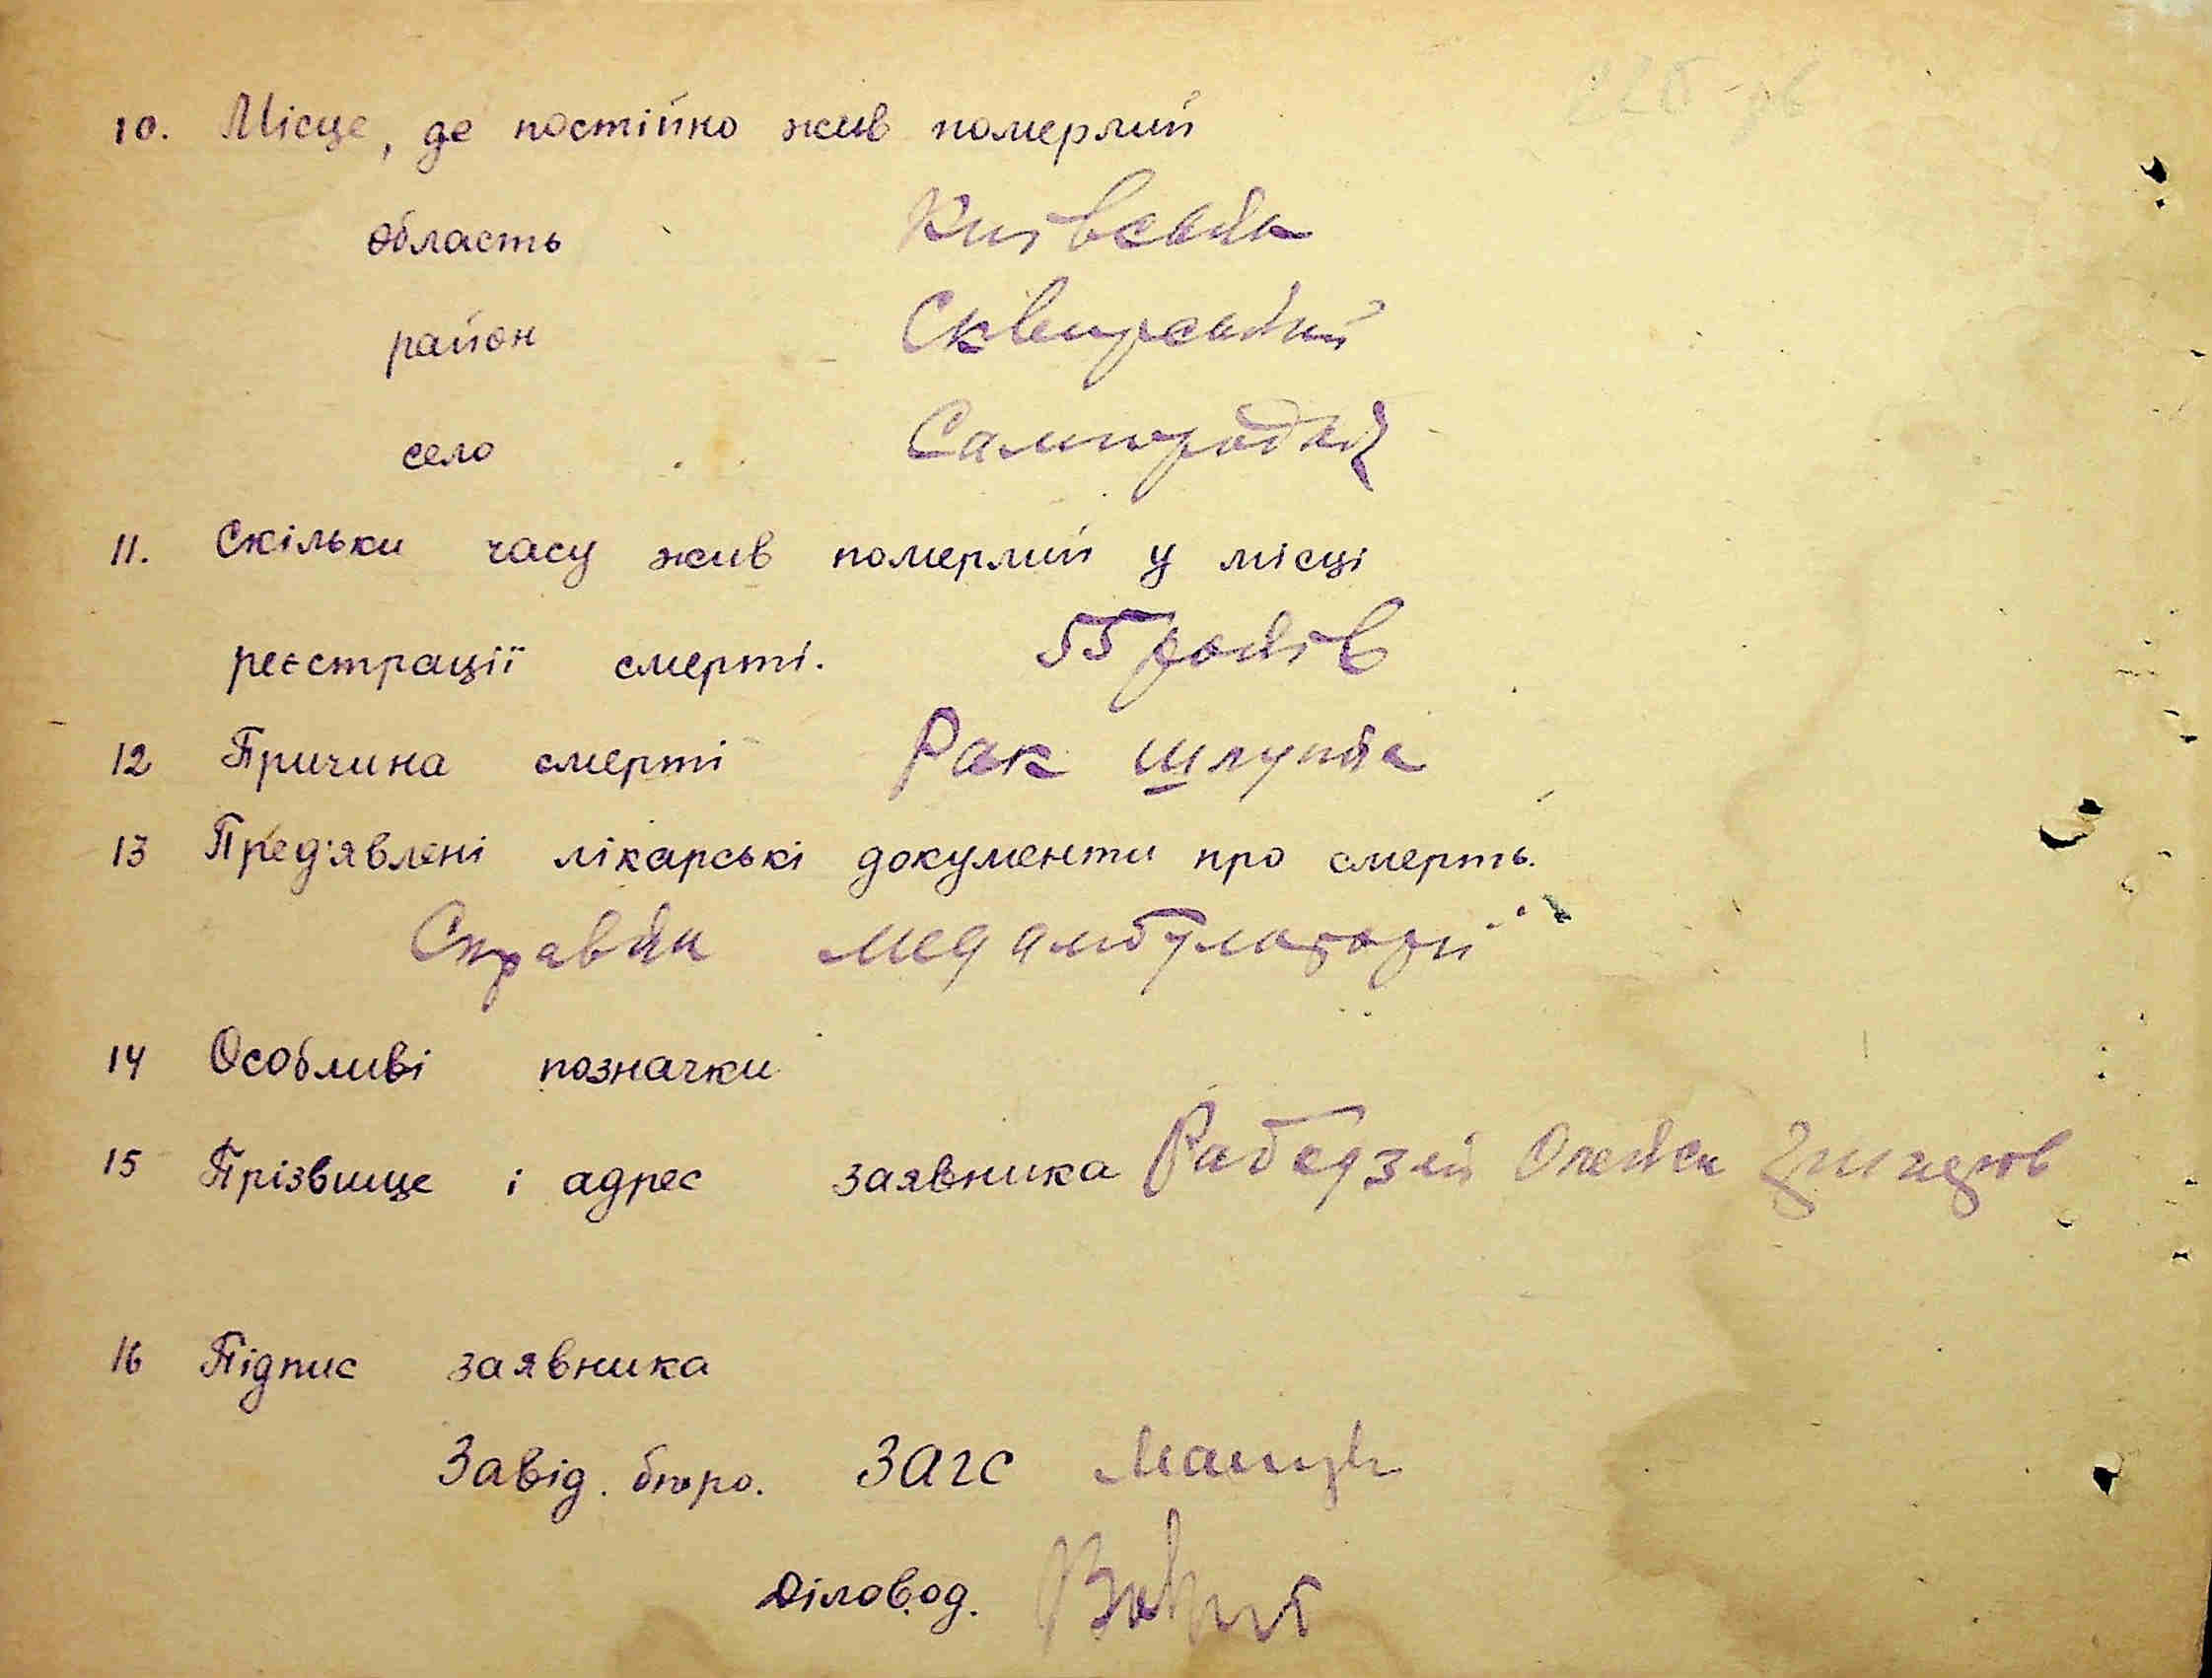 10. Місце, де постійно жив померлий
область Київська
район Сквирський
село Самгородок
11. Скільки часу жив померлий у місці
реєстрації смерті. 55 років
12 Причина смерті Рак шлунка
13 Пред'явлені лікарські документи про смерть.
Справка мед амбулаторії
14 Особливі позначки
15 Прізвище і адрес заявника
16 Підпис заявника
Завід. бюро. ЗАГС
Діловод.